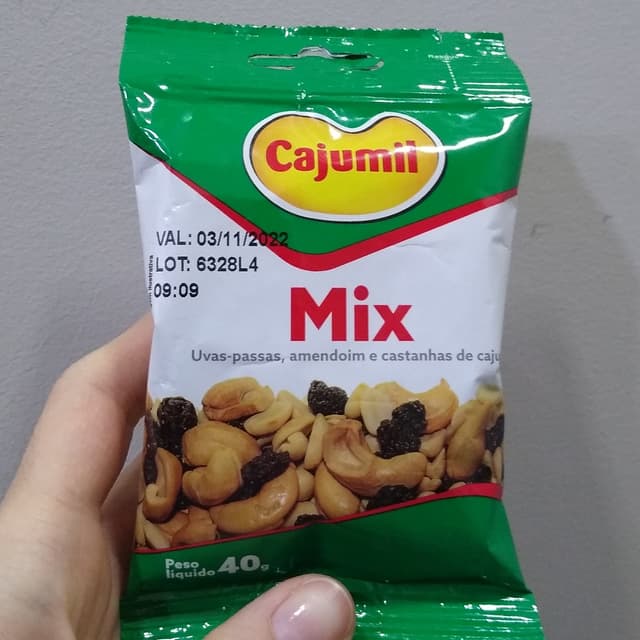 Cajumil
VAL: 03/11/2022
LOT: 6328L4
09:09
Mix
Uvas-passas, amendoim e castanhas de caju
Peso
líquido 40g